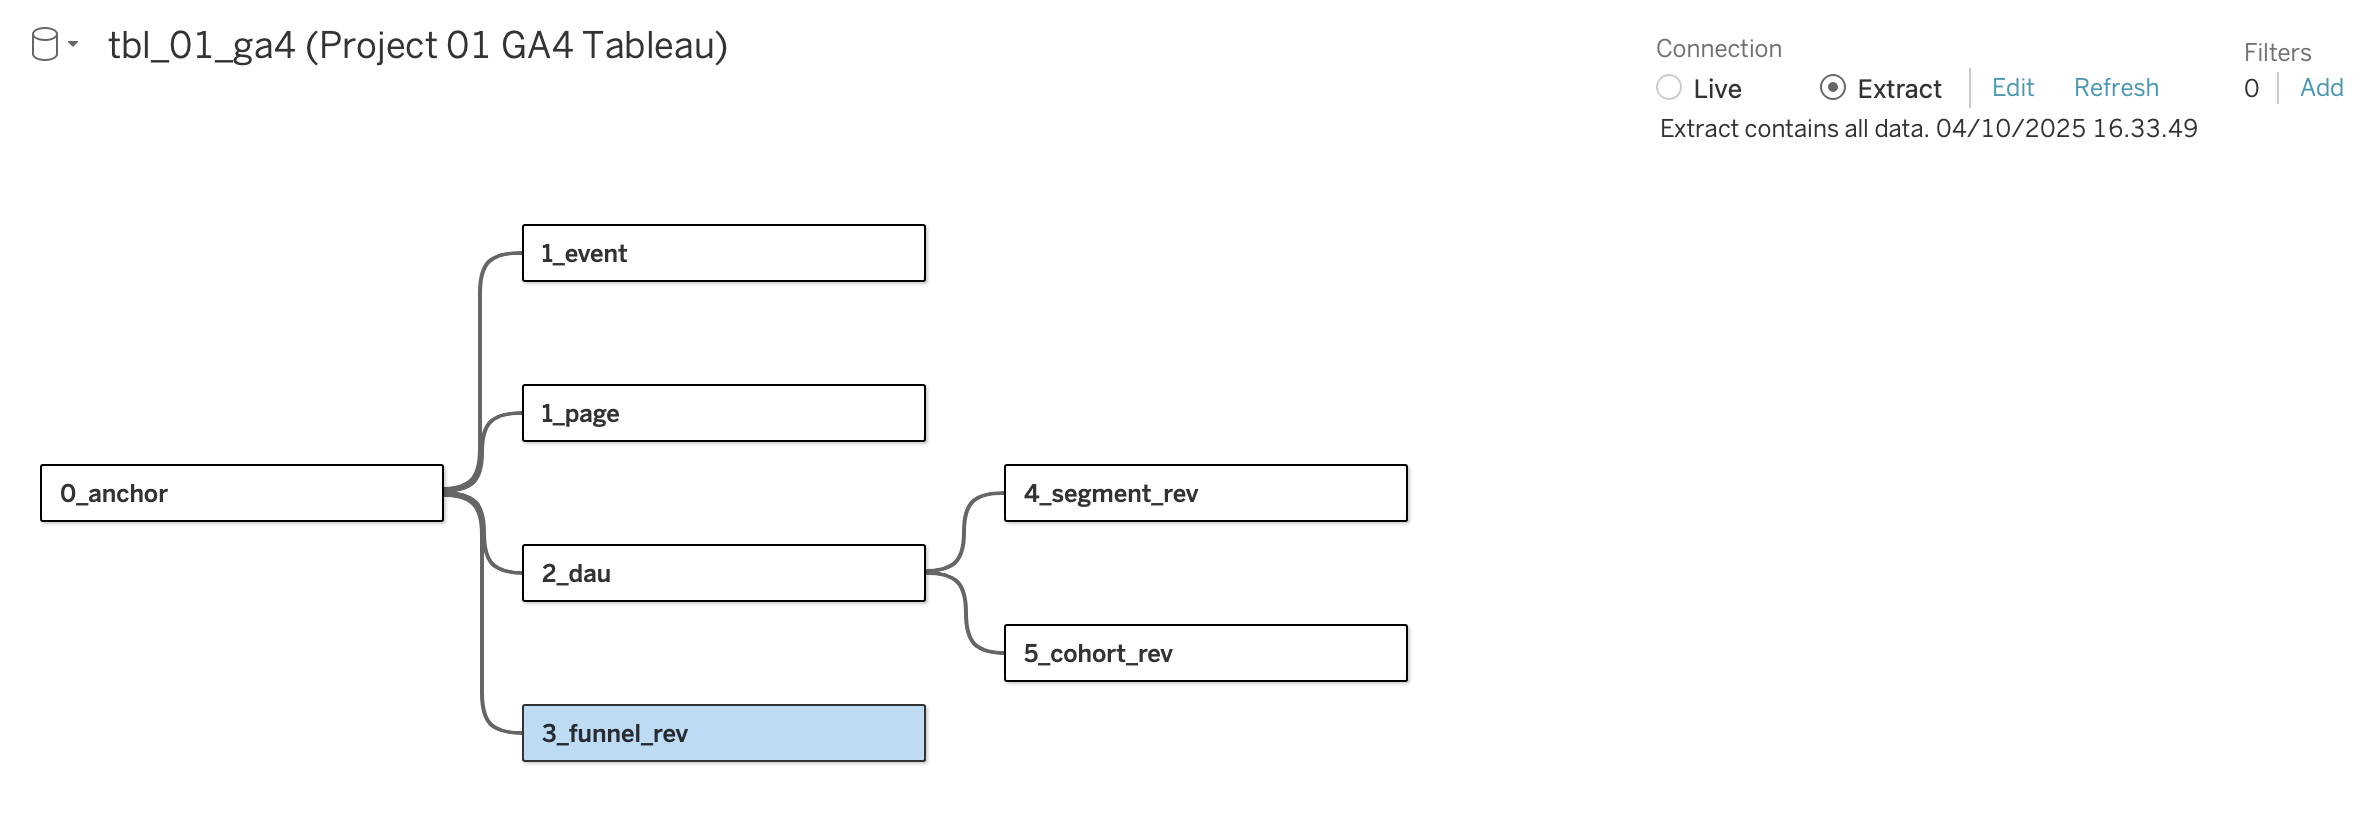 tbl_01_ga4 (Project 01 GA4 Tableau)
Connection
Live
Extract
Edit
Refresh
Extract contains all data. 04/10/2025 16.33.49
Filters
0
Add
0_anchor
1_event
1_page
2_dau
3_funnel_rev
4_segment_rev
5_cohort_rev